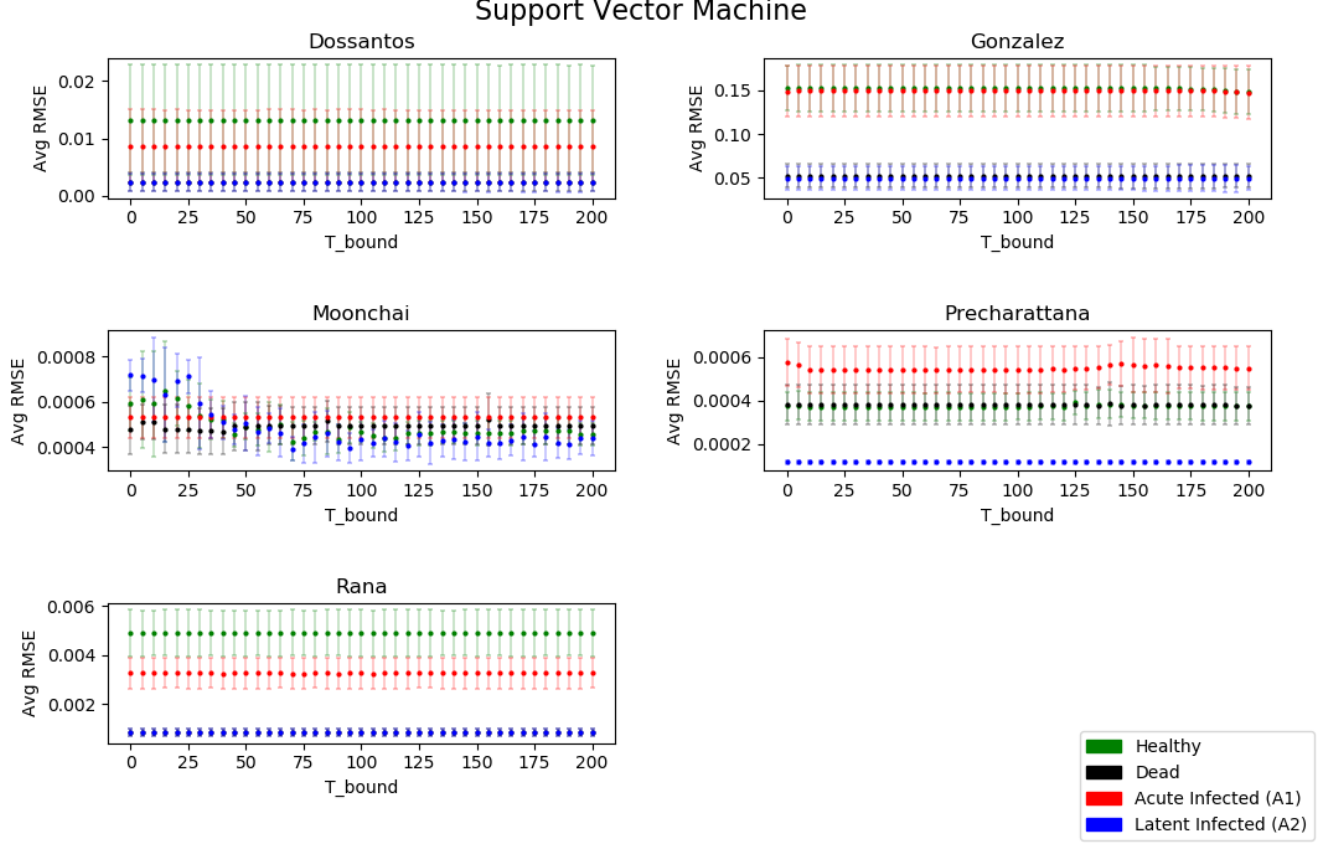 Support Vector Machine
Dossantos
Avg RMSE
0.02
0.01
0.00
0 25 50 75 100 125 150 175 200
T_bound
Gonzalez
Avg RMSE
0.15
0.10
0.05
0 25 50 75 100 125 150 175 200
T_bound
Moonchai
Avg RMSE
0.0008
0.0006
0.0004
0 25 50 75 100 125 150 175 200
T_bound
Precharattana
Avg RMSE
0.0006
0.0004
0.0002
0 25 50 75 100 125 150 175 200
T_bound
Rana
Avg RMSE
0.006
0.004
0.002
0 25 50 75 100 125 150 175 200
T_bound
Healthy
Dead
Acute Infected (A1)
Latent Infected (A2)